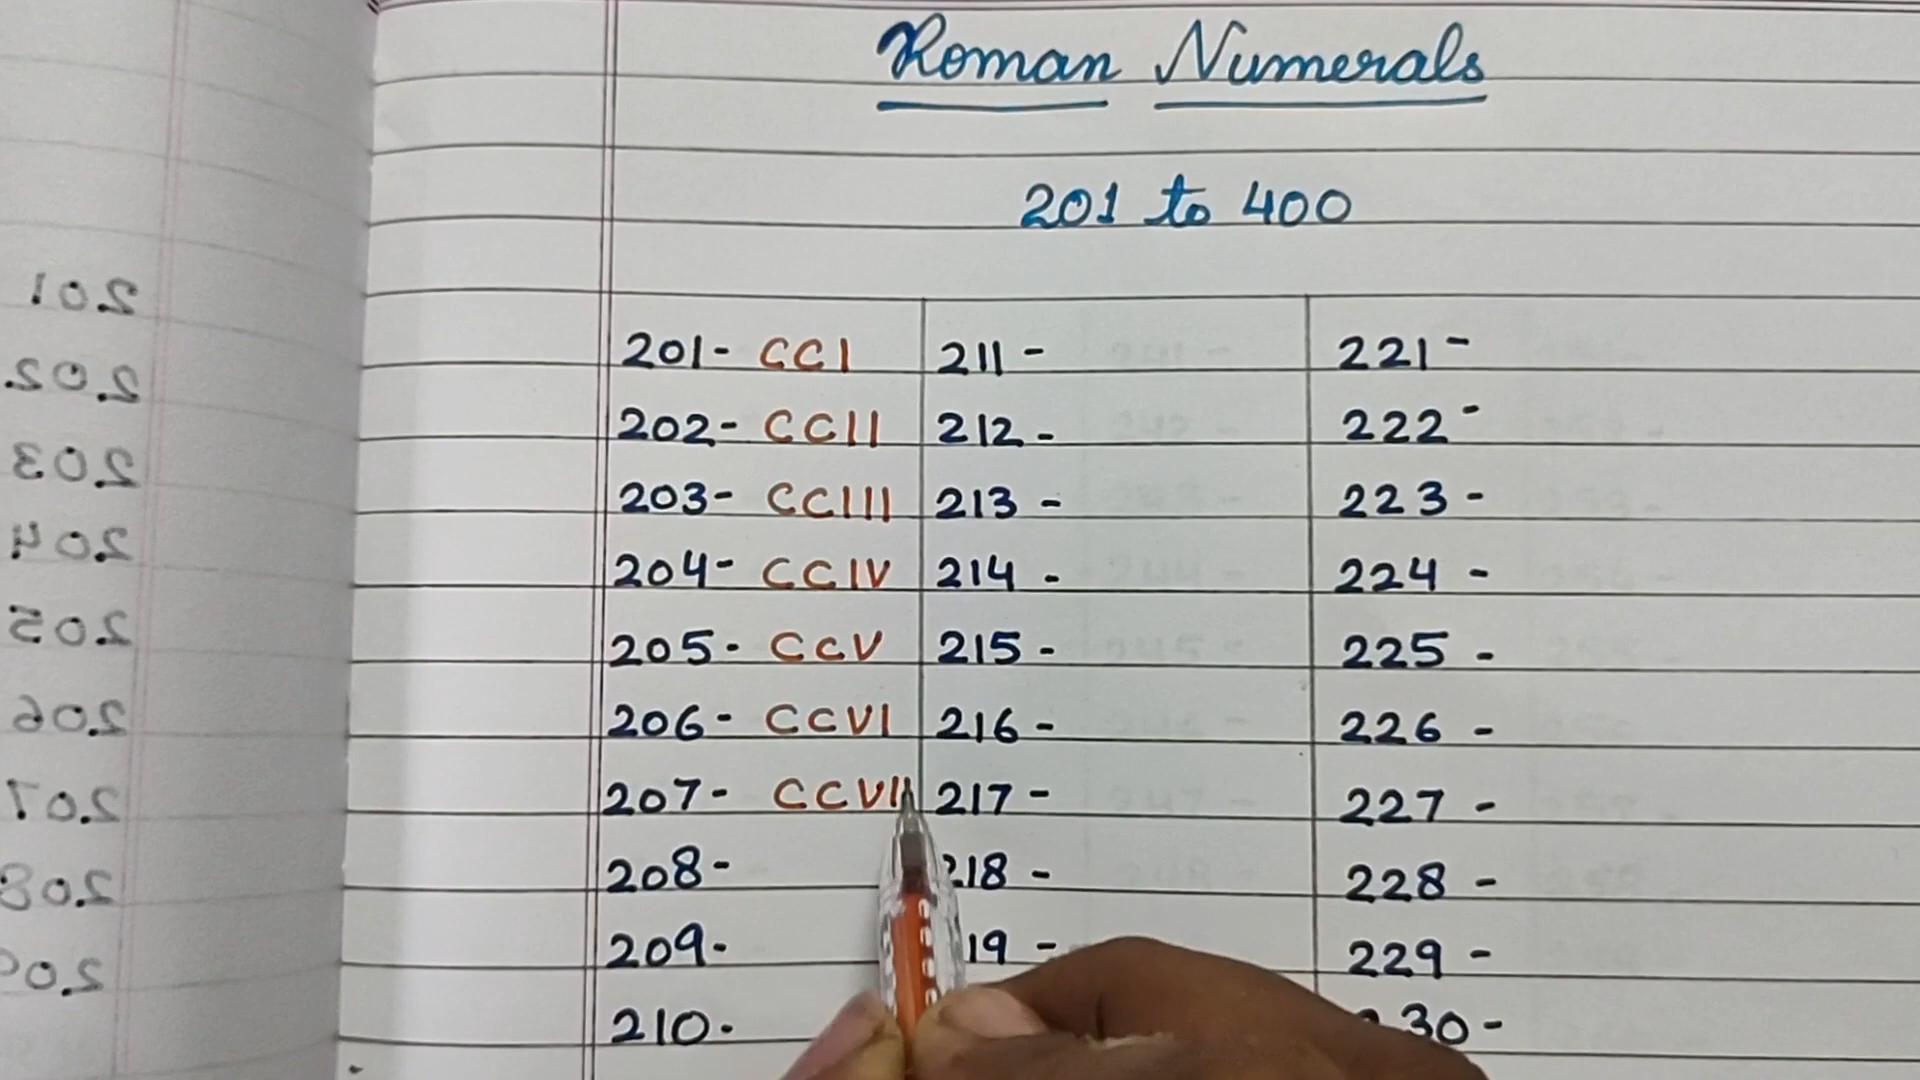 Roman Numerals
201 to 400
201- CCI 211- 221-
202- CCII 212- 222-
203- CCIII 213- 223-
204- CCIV 214- 224-
205- CCV 215- 225-
206- CCVI 216- 226-
207- CCVII 217- 227-
208- 218- 228-
209- 19- 229-
210- 30-